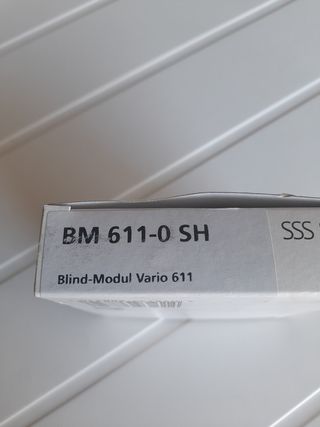 BM 611-0 SH
SSS
Blind-Modul Vario 611